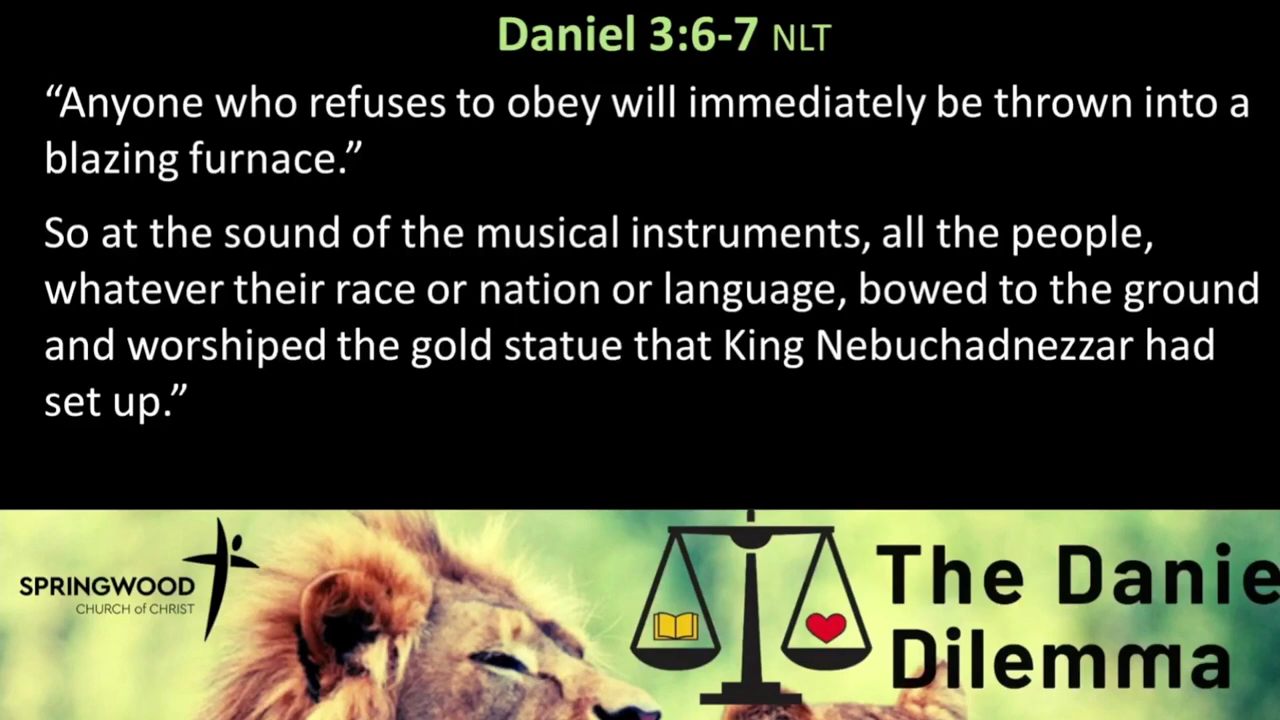 Daniel 3:6-7 NLT
“Anyone who refuses to obey will immediately be thrown into a
blazing furnace.”
So at the sound of the musical instruments, all the people,
whatever their race or nation or language, bowed to the ground
and worshiped the gold statue that King Nebuchadnezzar had
set up.”
SPRINGWOOD
CHURCH of CHRIST
The Danie
Dilemma